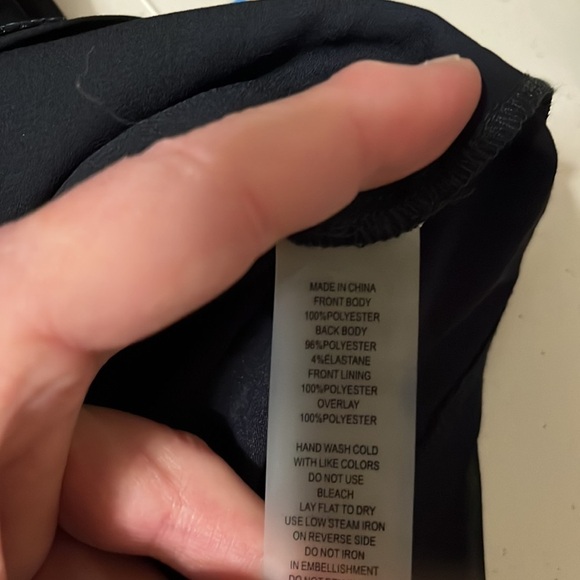 MADE IN CHINA
FRONT BODY
100%POLYESTER
BACK BODY
96%POLYESTER
4%ELASTANE
FRONT LINING
100%POLYESTER
OVERLAY
100%POLYESTER
HAND WASH COLD
WITH LIKE COLORS
DO NOT USE
BLEACH
LAY FLAT TO DRY
USE LOW STEAM IRON
ON REVERSE SIDE
DO NOT IRON
IN EMBELLISHMENT
DO NOT